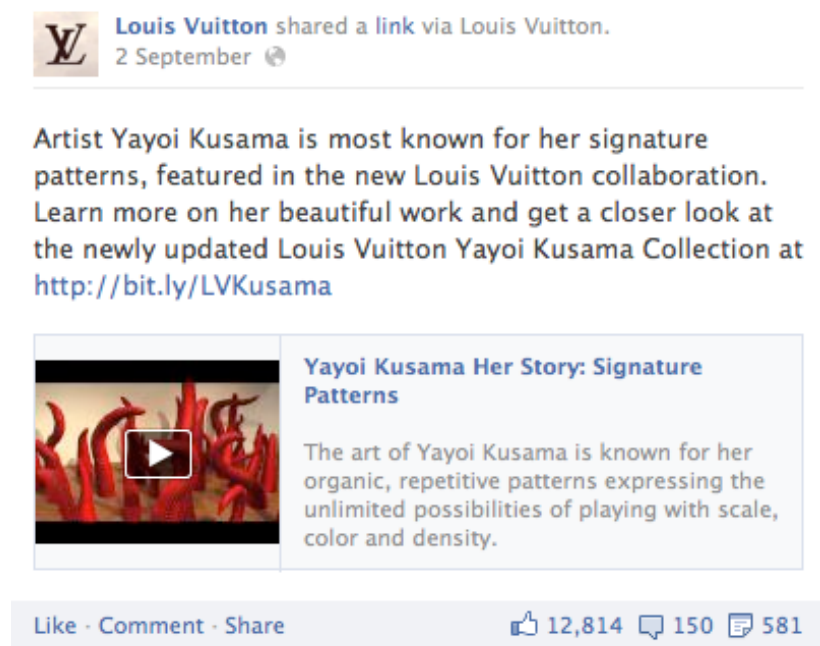 Louis Vuitton shared a link via Louis Vuitton.
2 September
Artist Yayoi Kusama is most known for her signature
patterns, featured in the new Louis Vuitton collaboration.
Learn more on her beautiful work and get a closer look at
the newly updated Louis Vuitton Yayoi Kusama Collection at
http://bit.ly/LVKusama
Yayoi Kusama Her Story: Signature
Patterns
The art of Yayoi Kusama is known for her
organic, repetitive patterns expressing the
unlimited possibilities of playing with scale,
color and density.
Like · Comment · Share 12,814 150 581